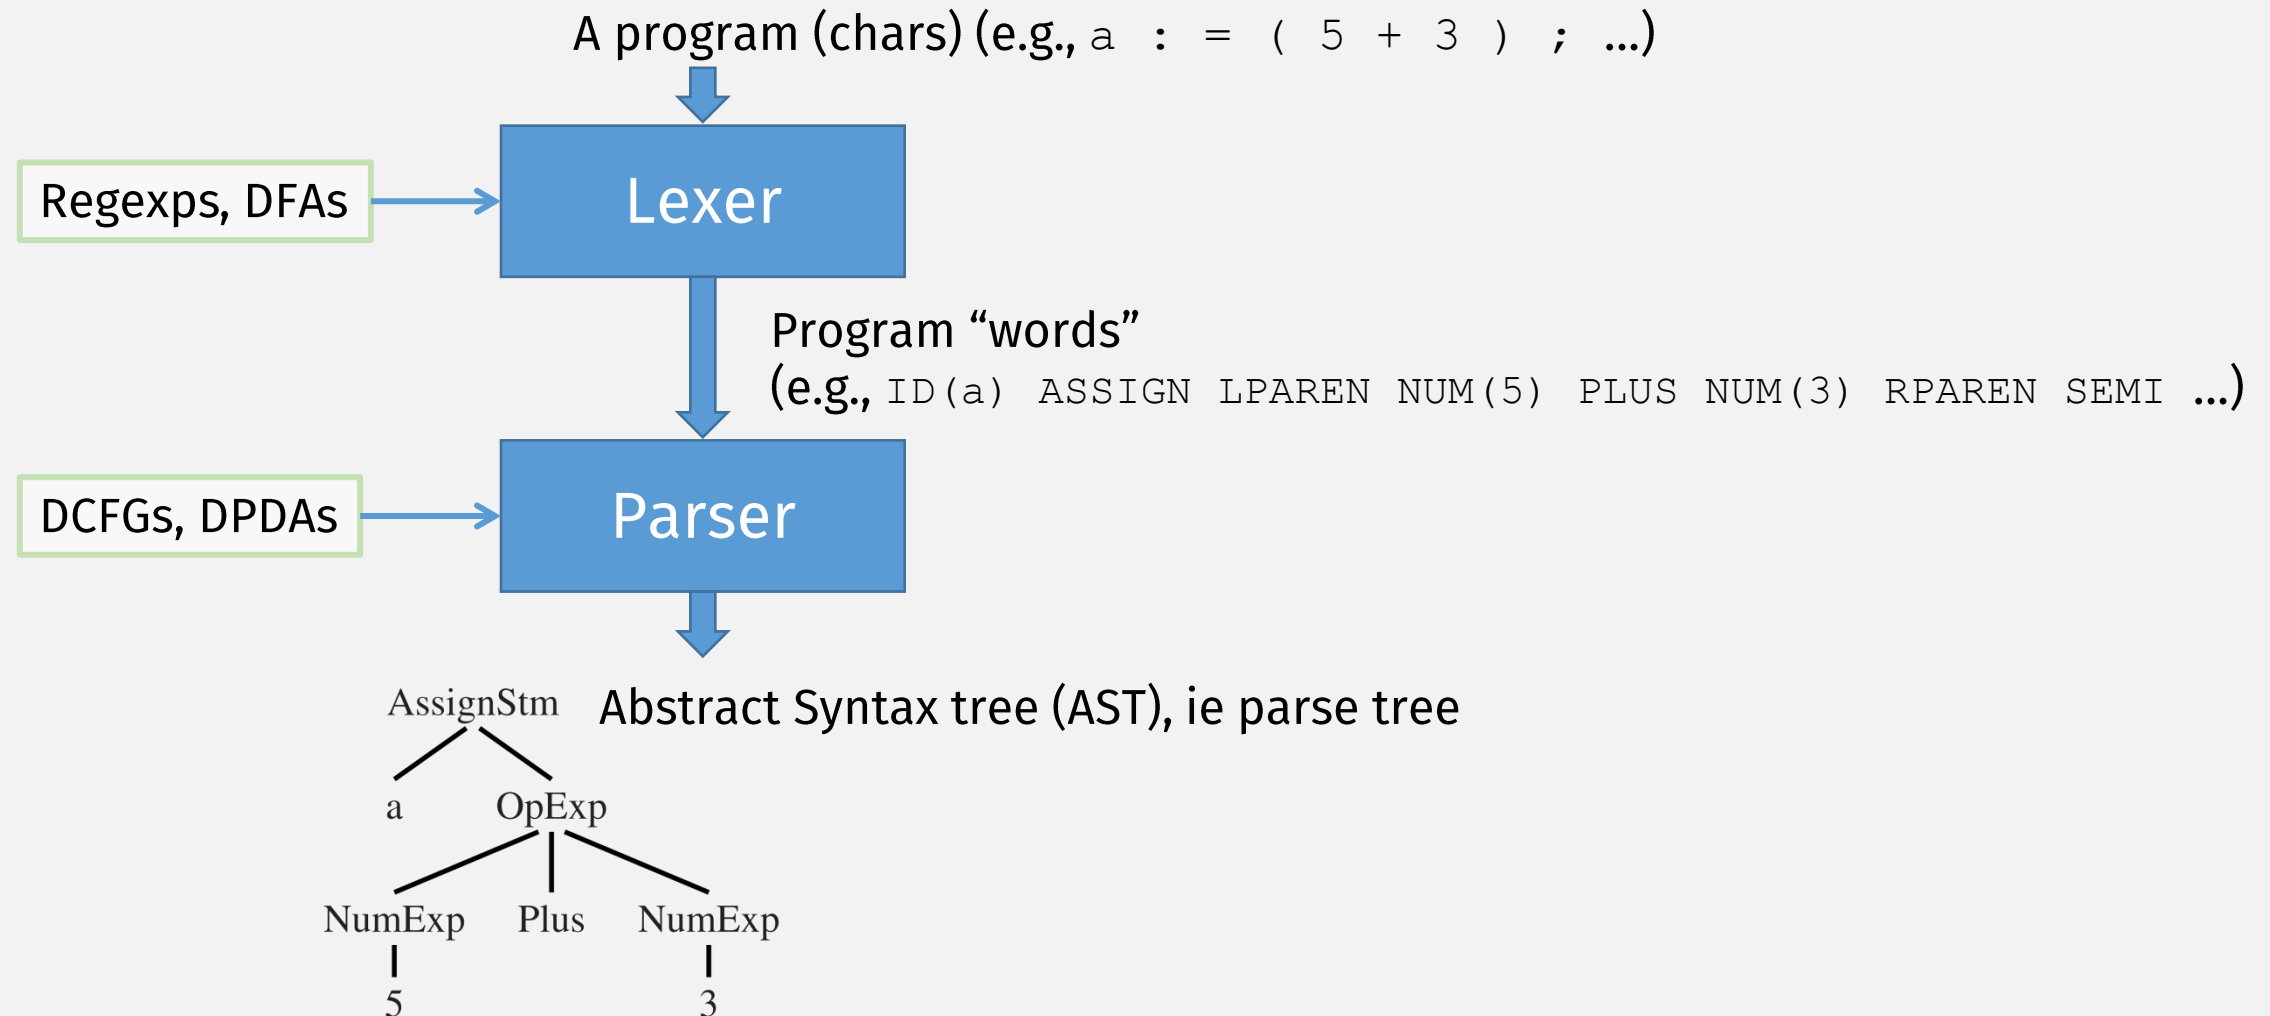 A program (chars) (e.g., a : = ( 5 + 3 ) ; ...)
Regexps, DFAs
Lexer
Program “words”
(e.g., ID(a) ASSIGN LPAREN NUM(5) PLUS NUM(3) RPAREN SEMI ...)
DCFGs, DPDAs
Parser
AssignStm
Abstract Syntax tree (AST), ie parse tree
a OpExp
NumExp Plus NumExp
5 3